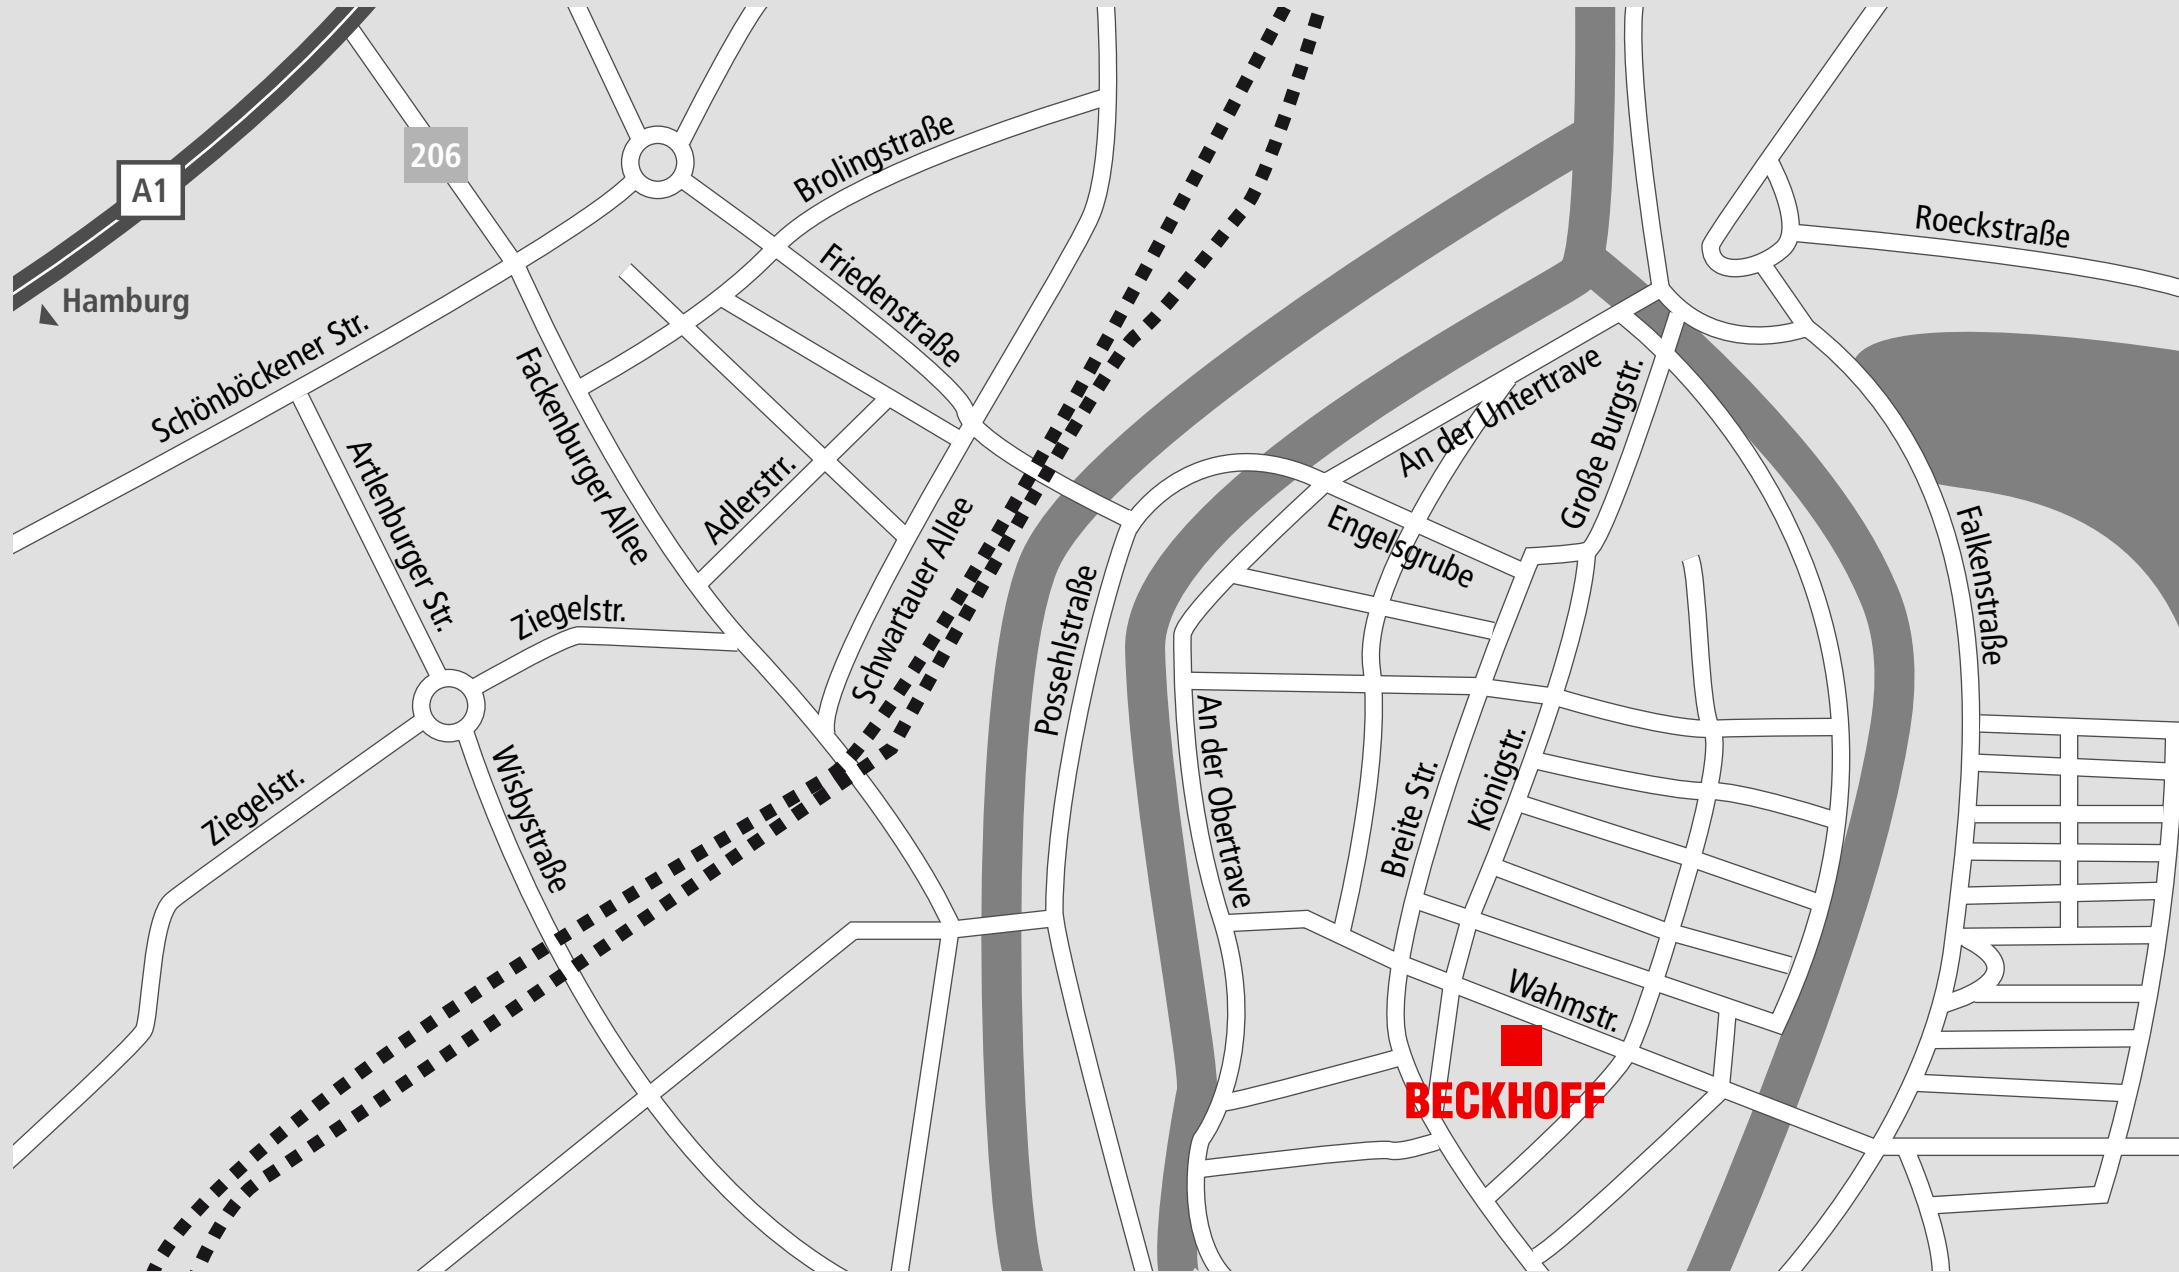 206
A1
Hamburg
Brolingstraße
Friedenstraße
Roeckstraße
Schönböckener Str.
Fackenburger Allee
Artlenburger Str.
Adlerstrr.
An der Untertrave
Große Burgstr.
Engelsgrube
Schwartauer Allee
Possehlstraße
Falkenstraße
Ziegelstr.
Ziegelstr.
Wisbystraße
An der Obertrave
Breite Str.
Königstr.
Wahmstr.
BECKHOFF